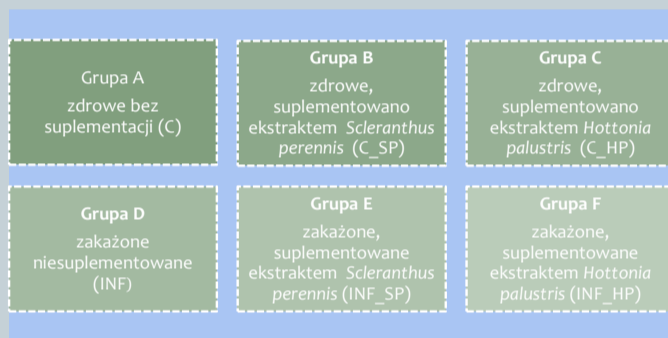 Grupa A
zdrowe bez
suplementacji (C)
Grupa B
zdrowe,
suplementowano
ekstraktem Scleranthus
perennis (C_SP)
Grupa C
zdrowe,
suplementowano
ekstraktem Hottonia
palustris (C_HP)
Grupa D
zakażone
niesuplementowane
(INF)
Grupa E
zakażone,
suplementowane
ekstraktem Scleranthus
perennis (INF_SP)
Grupa F
zakażone,
suplementowane
ekstraktem Hottonia
palustris (INF_HP)